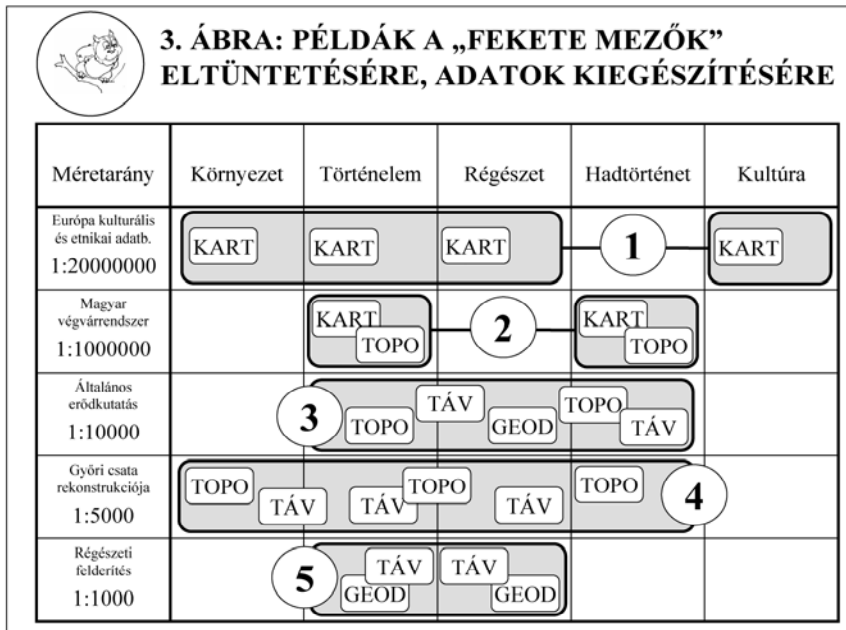 3. ÁBRA: PÉLDÁK A „FEKETE MEZŐK”
ELTÜNTETÉSÉRE, ADATOK KIEGÉSZÍTÉSÉRE
Méretarány Környezet Történelem Régészet Hadtörténet Kultúra
Európa kulturális
és etnikai adatb.
1:20000000
KART KART KART 1 KART
Magyar
végvárrendszer
1:1000000
KART TOPO 2 KART TOPO
Általános
erődkutatás
1:10000
3 TOPO TÁV GEOD TOPO TÁV
Győri csata
rekonstrukciója
1:5000
TOPO TÁV TÁV TOPO TÁV TOPO 4
Régészeti
felderítés
1:1000
5 GEOD TÁV TÁV GEOD